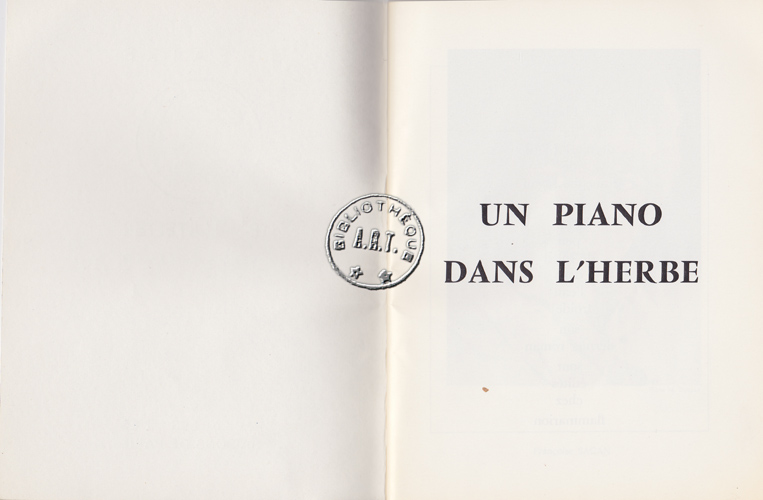 BIBLIOTHÈQUE
A.R.T.
UN PIANO
DANS L'HERBE